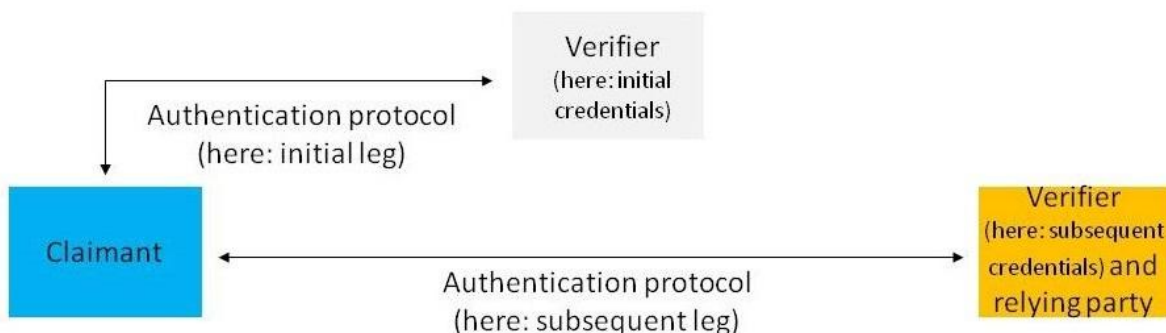 Verifier
(here: initial
credentials)
Authentication protocol
(here: initial leg)
Claimant
Verifier
(here: subsequent
credentials) and
relying party
Authentication protocol
(here: subsequent leg)